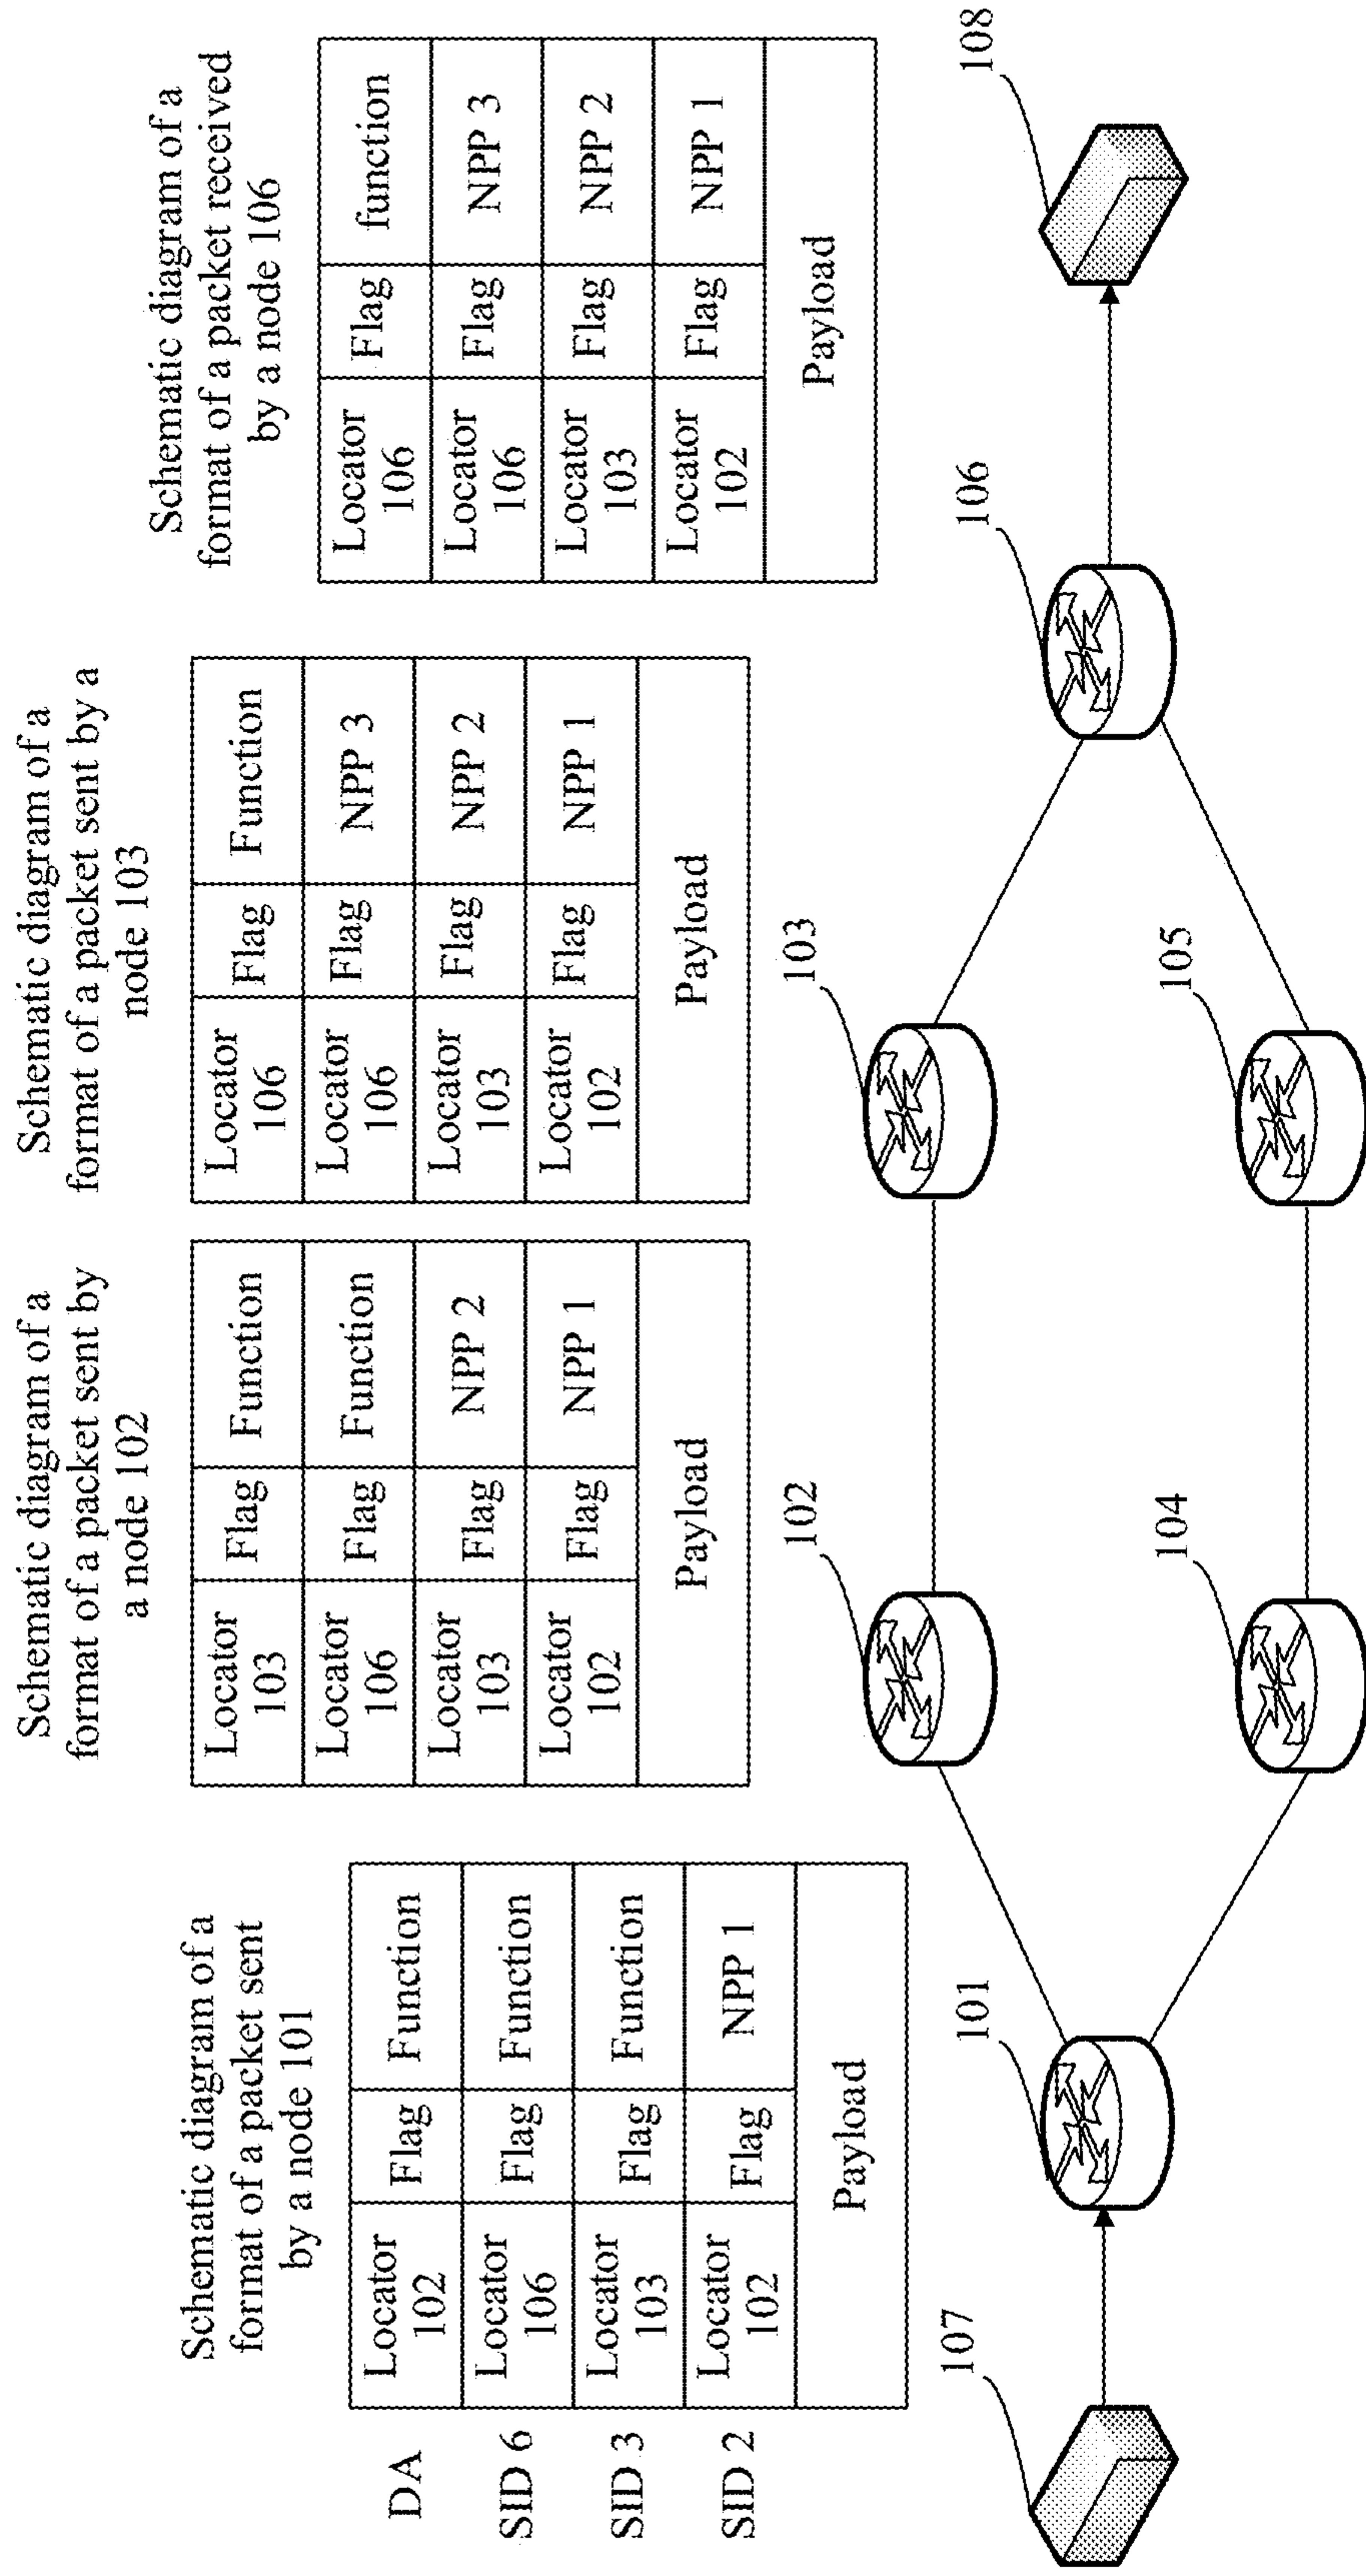 Schematic diagram of a
format of a packet sent
by a node 101
DA
Locator
102
Flag
Function
SID 6
Locator
106
Flag
Function
SID 3
Locator
103
Flag
Function
SID 2
Locator
102
Flag
NPP 1
Payload
Schematic diagram of a
format of a packet sent by
a node 102
Locator
103
Flag
Function
Locator
106
Flag
Function
Locator
103
Flag
NPP 2
Locator
102
Flag
NPP 1
Payload
Schematic diagram of a
format of a packet sent by a
node 103
Locator
106
Flag
Function
Locator
106
Flag
NPP 3
Locator
103
Flag
NPP 2
Locator
102
Flag
NPP 1
Payload
Schematic diagram of a
format of a packet received
by a node 106
Locator
106
Flag
function
Locator
106
Flag
NPP 3
Locator
103
Flag
NPP 2
Locator
102
Flag
NPP 1
Payload
107
101
102
103
104
105
106
108